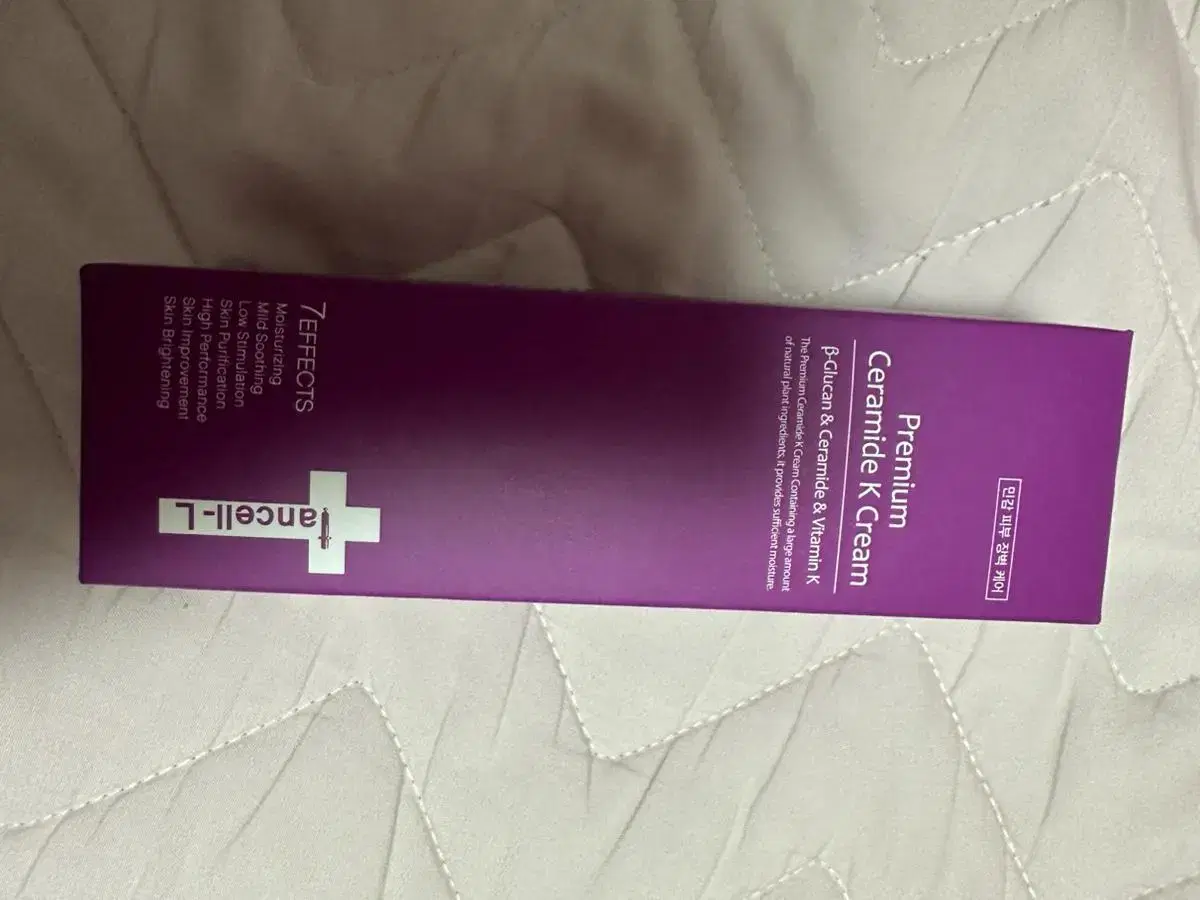 민감 피부 장벽 케어
Premium
Ceramide K Cream
β-Glucan & Ceramide & Vitamin K
The Premium Ceramide K Cream Containing a large amount
of natural plant ingredients, it provides sufficient moisture.
7EFFECTS
Moisturizing
Mild Soothing
Low Stimulation
Skin Purification
High Performance
Skin Improvement
Skin Brightening
tancell-L